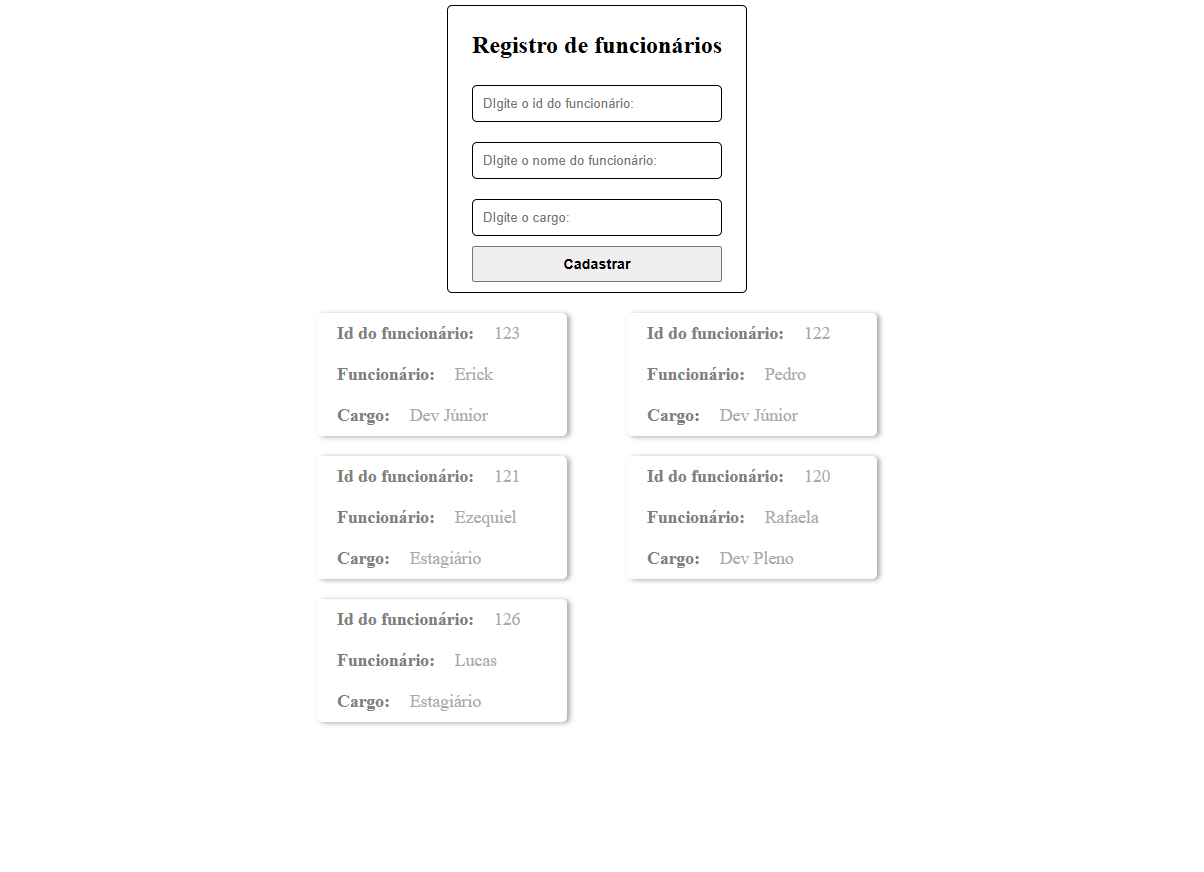 Registro de funcionários
DIgite o id do funcionário:
DIgite o nome do funcionário:
DIgite o cargo:
Cadastrar
Id do funcionário: 123
Funcionário: Erick
Cargo: Dev Júnior
Id do funcionário: 122
Funcionário: Pedro
Cargo: Dev Júnior
Id do funcionário: 121
Funcionário: Ezequiel
Cargo: Estagiário
Id do funcionário: 120
Funcionário: Rafaela
Cargo: Dev Pleno
Id do funcionário: 126
Funcionário: Lucas
Cargo: Estagiário